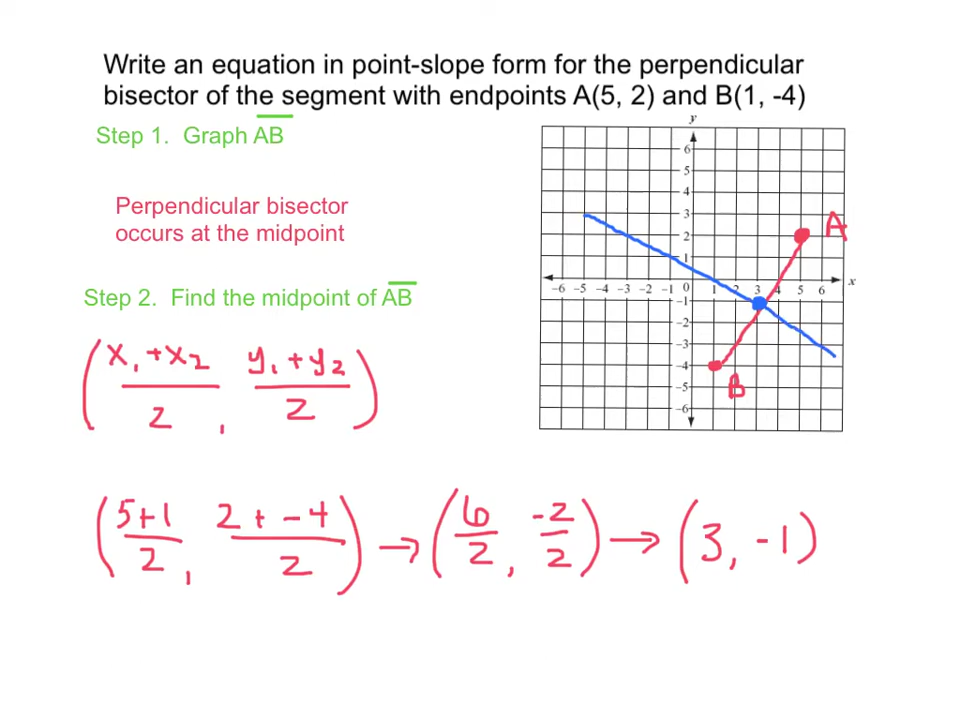 Write an equation in point-slope form for the perpendicular
bisector of the segment with endpoints A(5, 2) and B(1, -4)
Step 1. Graph AB
Perpendicular bisector
occurs at the midpoint
Step 2. Find the midpoint of AB
(x₁+x₂/2, y₁+y₂/2)
(5+1/2, 2+-4/2) → (6/2, -2/2) → (3, -1)
y
6
5
4
3
A
2
1
-6 -5 -4 -3 -2 -1 0 1 2 3 4 5 6 x
-1
-2
-3
-4
B
-5
-6